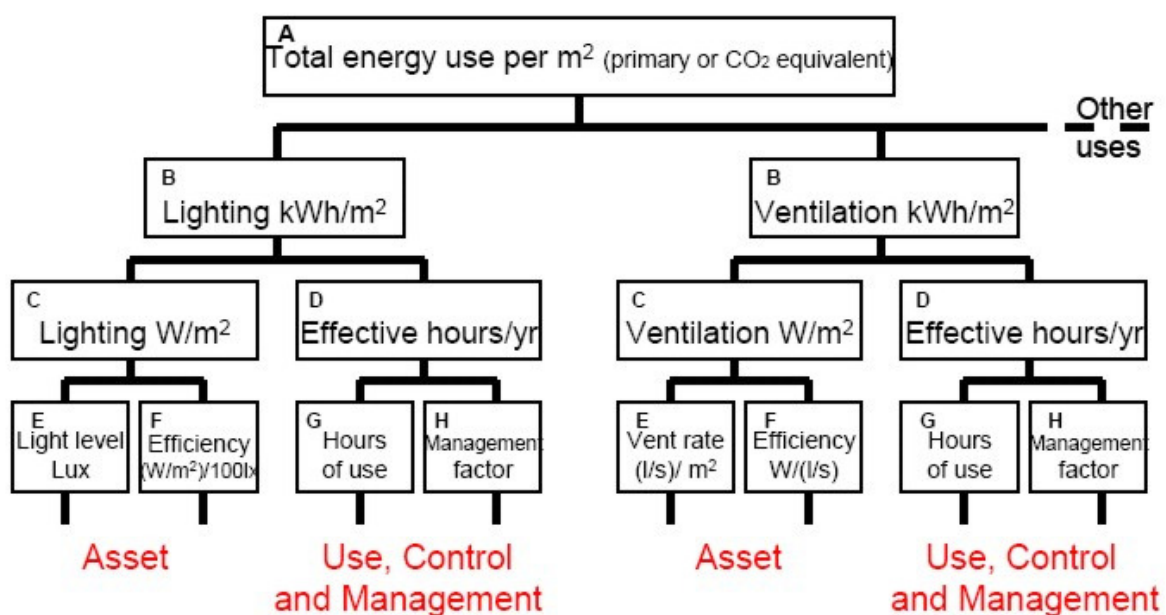 A
Total energy use per m² (primary or CO₂ equivalent)
Other
uses
B
Lighting kWh/m²
B
Ventilation kWh/m²
C
Lighting W/m²
D
Effective hours/yr
C
Ventilation W/m²
D
Effective hours/yr
E
Light level
Lux
F
Efficiency
(W/m²)/100lx
G
Hours
of use
H
Management
factor
E
Vent rate
(l/s)/ m²
F
Efficiency
W/(l/s)
G
Hours
of use
H
Management
factor
Asset
Use, Control
and Management
Asset
Use, Control
and Management